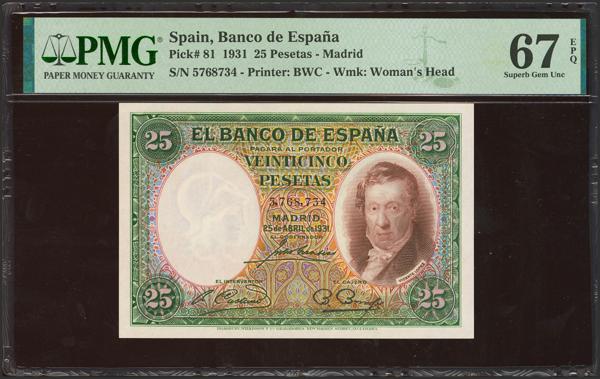 PMG
PAPER MONEY GUARANTY
Spain, Banco de España
Pick# 81 1931 25 Pesetas - Madrid
S/N 5768734 - Printer: BWC - Wmk: Woman's Head
67 EPQ
Superb Gem Unc
25 EL BANCO DE ESPAÑA 25
PAGARÁ AL PORTADOR
VEINTICINCO
PESETAS
5,768,734
MADRID
25 de ABRIL de 1931
EL GOBERNADOR
EL INTERVENTOR
EL CAJERO
25 25